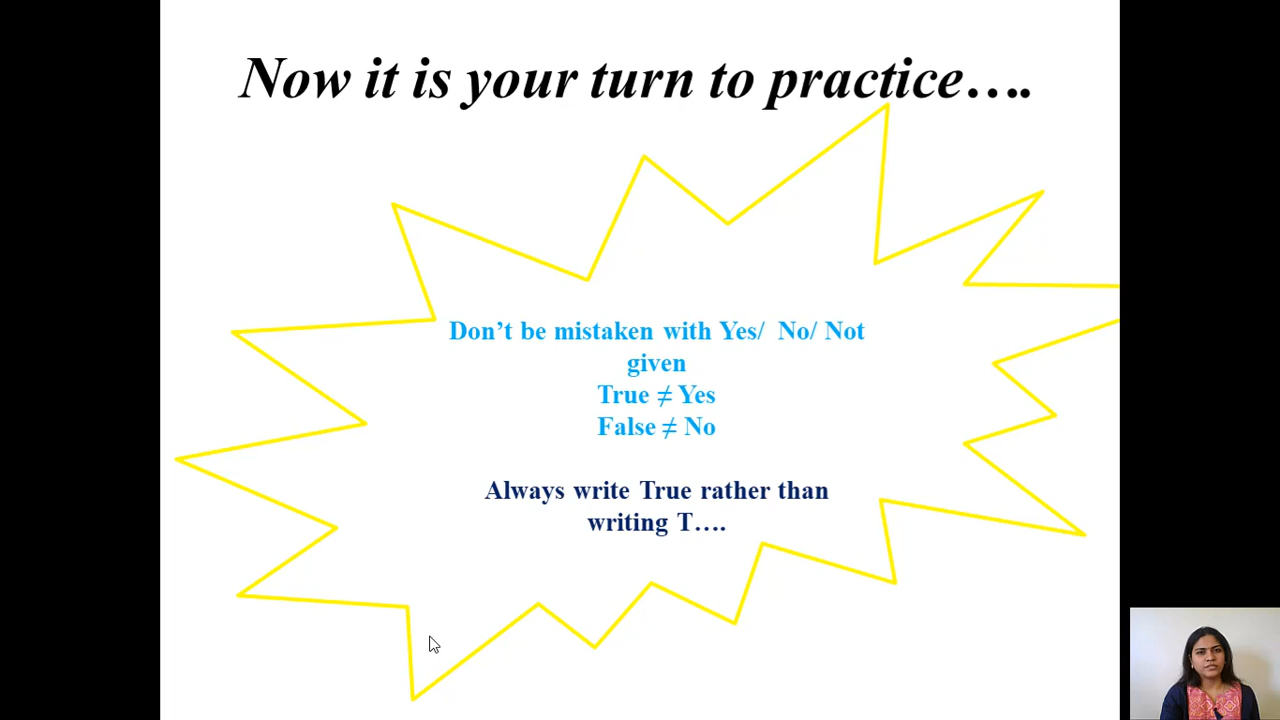 Now it is your turn to practice….
Don’t be mistaken with Yes/ No/ Not
given
True ≠ Yes
False ≠ No
Always write True rather than
writing T….